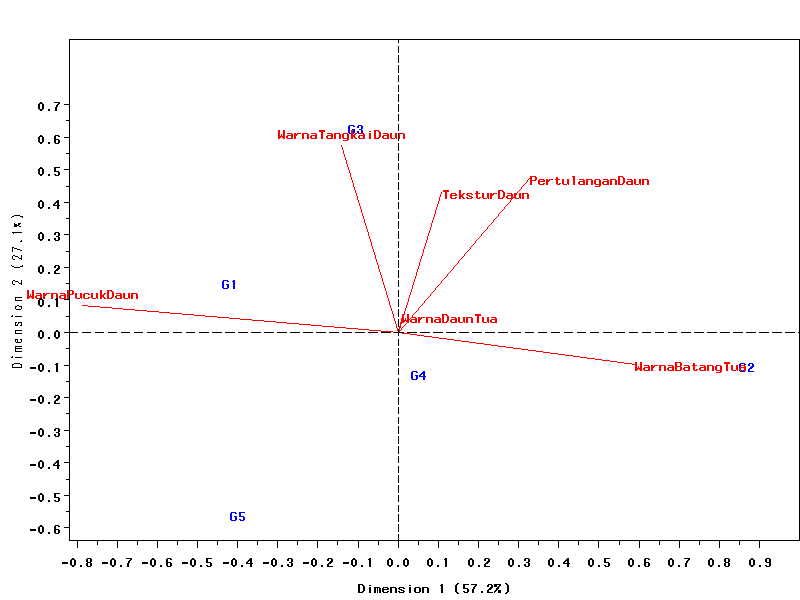 0.7
G3
WarnaTangkaiDaun
0.6
0.5
PertulanganDaun
TeksturDaun
0.4
0.3
0.2
G1
WarnaPucukDaun
0.1
WarnaDaunTua
0.0
-0.1
WarnaBatangTua
G2
G4
-0.2
-0.3
-0.4
-0.5
G5
-0.6
Dimension 2 (27.1%)
-0.8 -0.7 -0.6 -0.5 -0.4 -0.3 -0.2 -0.1 0.0 0.1 0.2 0.3 0.4 0.5 0.6 0.7 0.8 0.9
Dimension 1 (57.2%)